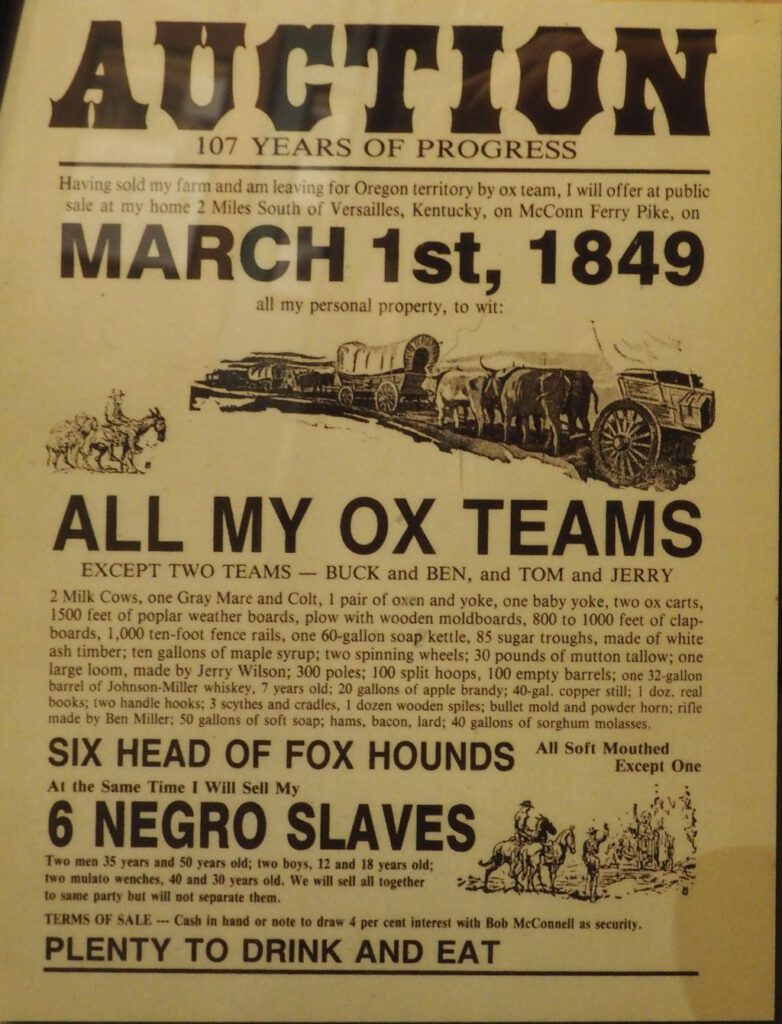 AUCTION
107 YEARS OF PROGRESS
Having sold my farm and am leaving for Oregon territory by ox team, I will offer at public
sale at my home 2 Miles South of Versailles, Kentucky, on McConn Ferry Pike, on
MARCH 1st, 1849
all my personal property, to wit:
ALL MY OX TEAMS
EXCEPT TWO TEAMS — BUCK and BEN, and TOM and JERRY
2 Milk Cows, one Gray Mare and Colt, 1 pair of oxen and yoke, one baby yoke, two ox carts,
1500 feet of poplar weather boards, plow with wooden moldboards, 800 to 1000 feet of clap-
boards, 1,000 ten-foot fence rails, one 60-gallon soap kettle, 85 sugar troughs, made of white
ash timber; ten gallons of maple syrup; two spinning wheels; 30 pounds of mutton tallow; one
large loom, made by Jerry Wilson; 300 poles; 100 split hoops, 100 empty barrels; one 32-gallon
barrel of Johnson-Miller whiskey, 7 years old; 20 gallons of apple brandy; 40-gal. copper still; 1 doz. real
books; two handle hooks; 3 scythes and cradles, 1 dozen wooden spiles; bullet mold and powder horn; rifle
made by Ben Miller; 50 gallons of soft soap; hams, bacon, lard; 40 gallons of sorghum molasses.
SIX HEAD OF FOX HOUNDS All Soft Mouthed
Except One
At the Same Time I Will Sell My
6 NEGRO SLAVES
Two men 35 years and 50 years old; two boys, 12 and 18 years old;
two mulato wenches, 40 and 30 years old. We will sell all together
to same party but will not separate them.
TERMS OF SALE --- Cash in hand or note to draw 4 per cent interest with Bob McConnell as security.
PLENTY TO DRINK AND EAT